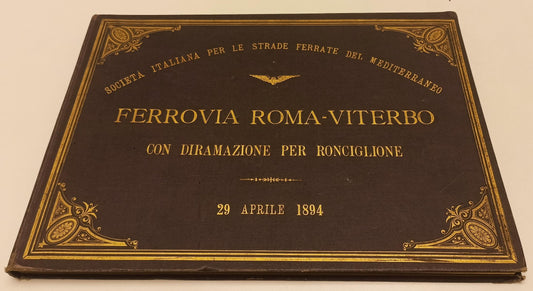 SOCIETÀ ITALIANA PER LE STRADE FERRATE DEL MEDITERRANEO
FERROVIA ROMA-VITERBO
CON DIRAMAZIONE PER RONCIGLIONE
29 APRILE 1894